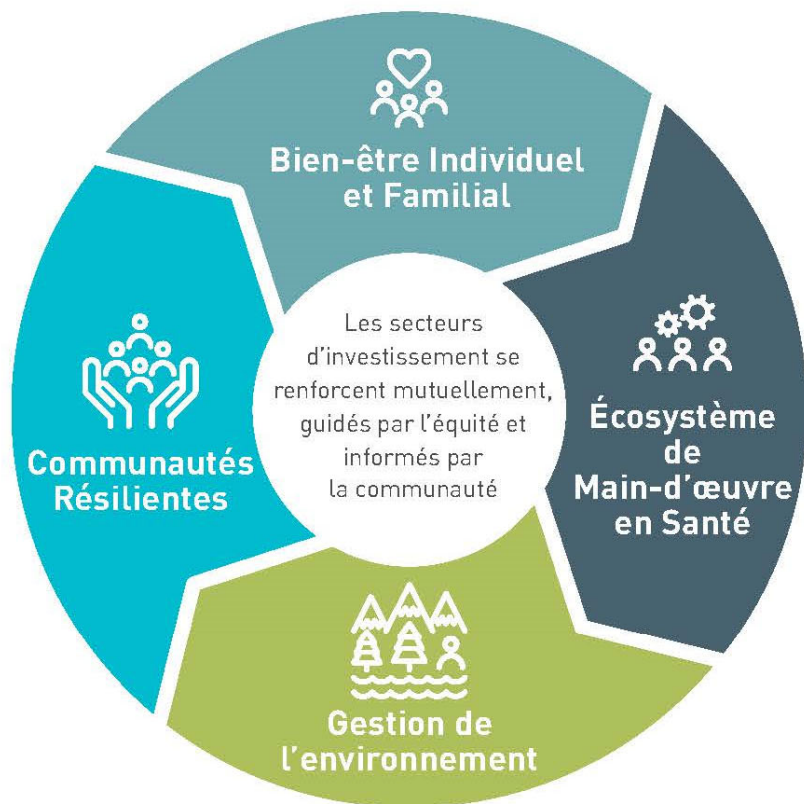 Bien-être Individuel
et Familial
Écosystème
de
Main-d'œuvre
en Santé
Gestion de
l'environnement
Communautés
Résilientes
Les secteurs
d'investissement se
renforcent mutuellement,
guidés par l'équité et
informés par
la communauté